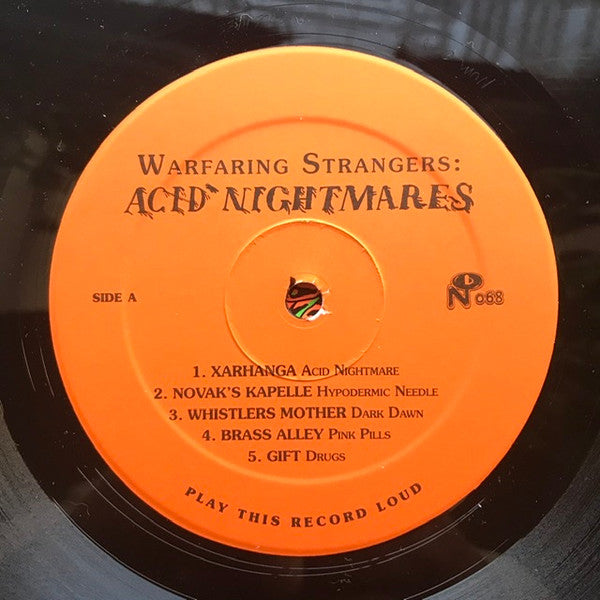 WARFARING STRANGERS:
ACID NIGHTMARES
SIDE A
N 068
1. XARHANGA ACID NIGHTMARE
2. NOVAK'S KAPELLE HYPODERMIC NEEDLE
3. WHISTLERS MOTHER DARK DAWN
4. BRASS ALLEY PINK PILLS
5. GIFT DRUGS
PLAY THIS RECORD LOUD